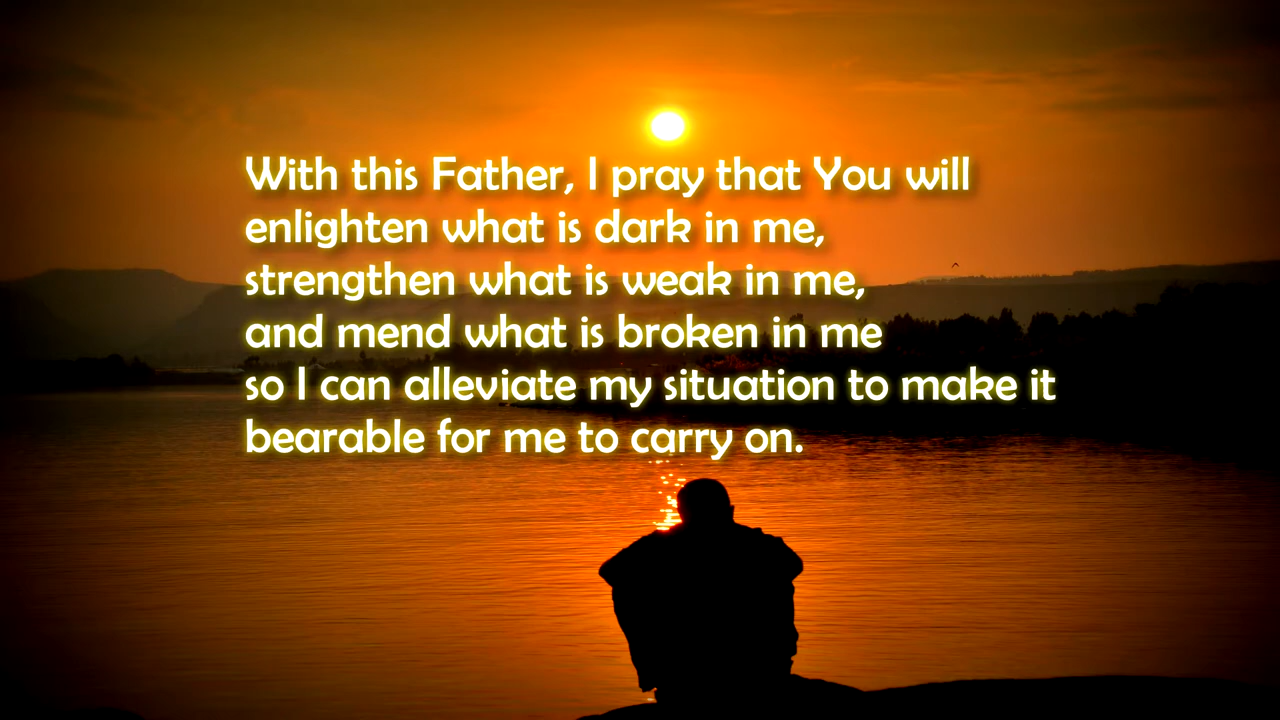 With this Father, I pray that You will
enlighten what is dark in me,
strengthen what is weak in me,
and mend what is broken in me
so I can alleviate my situation to make it
bearable for me to carry on.